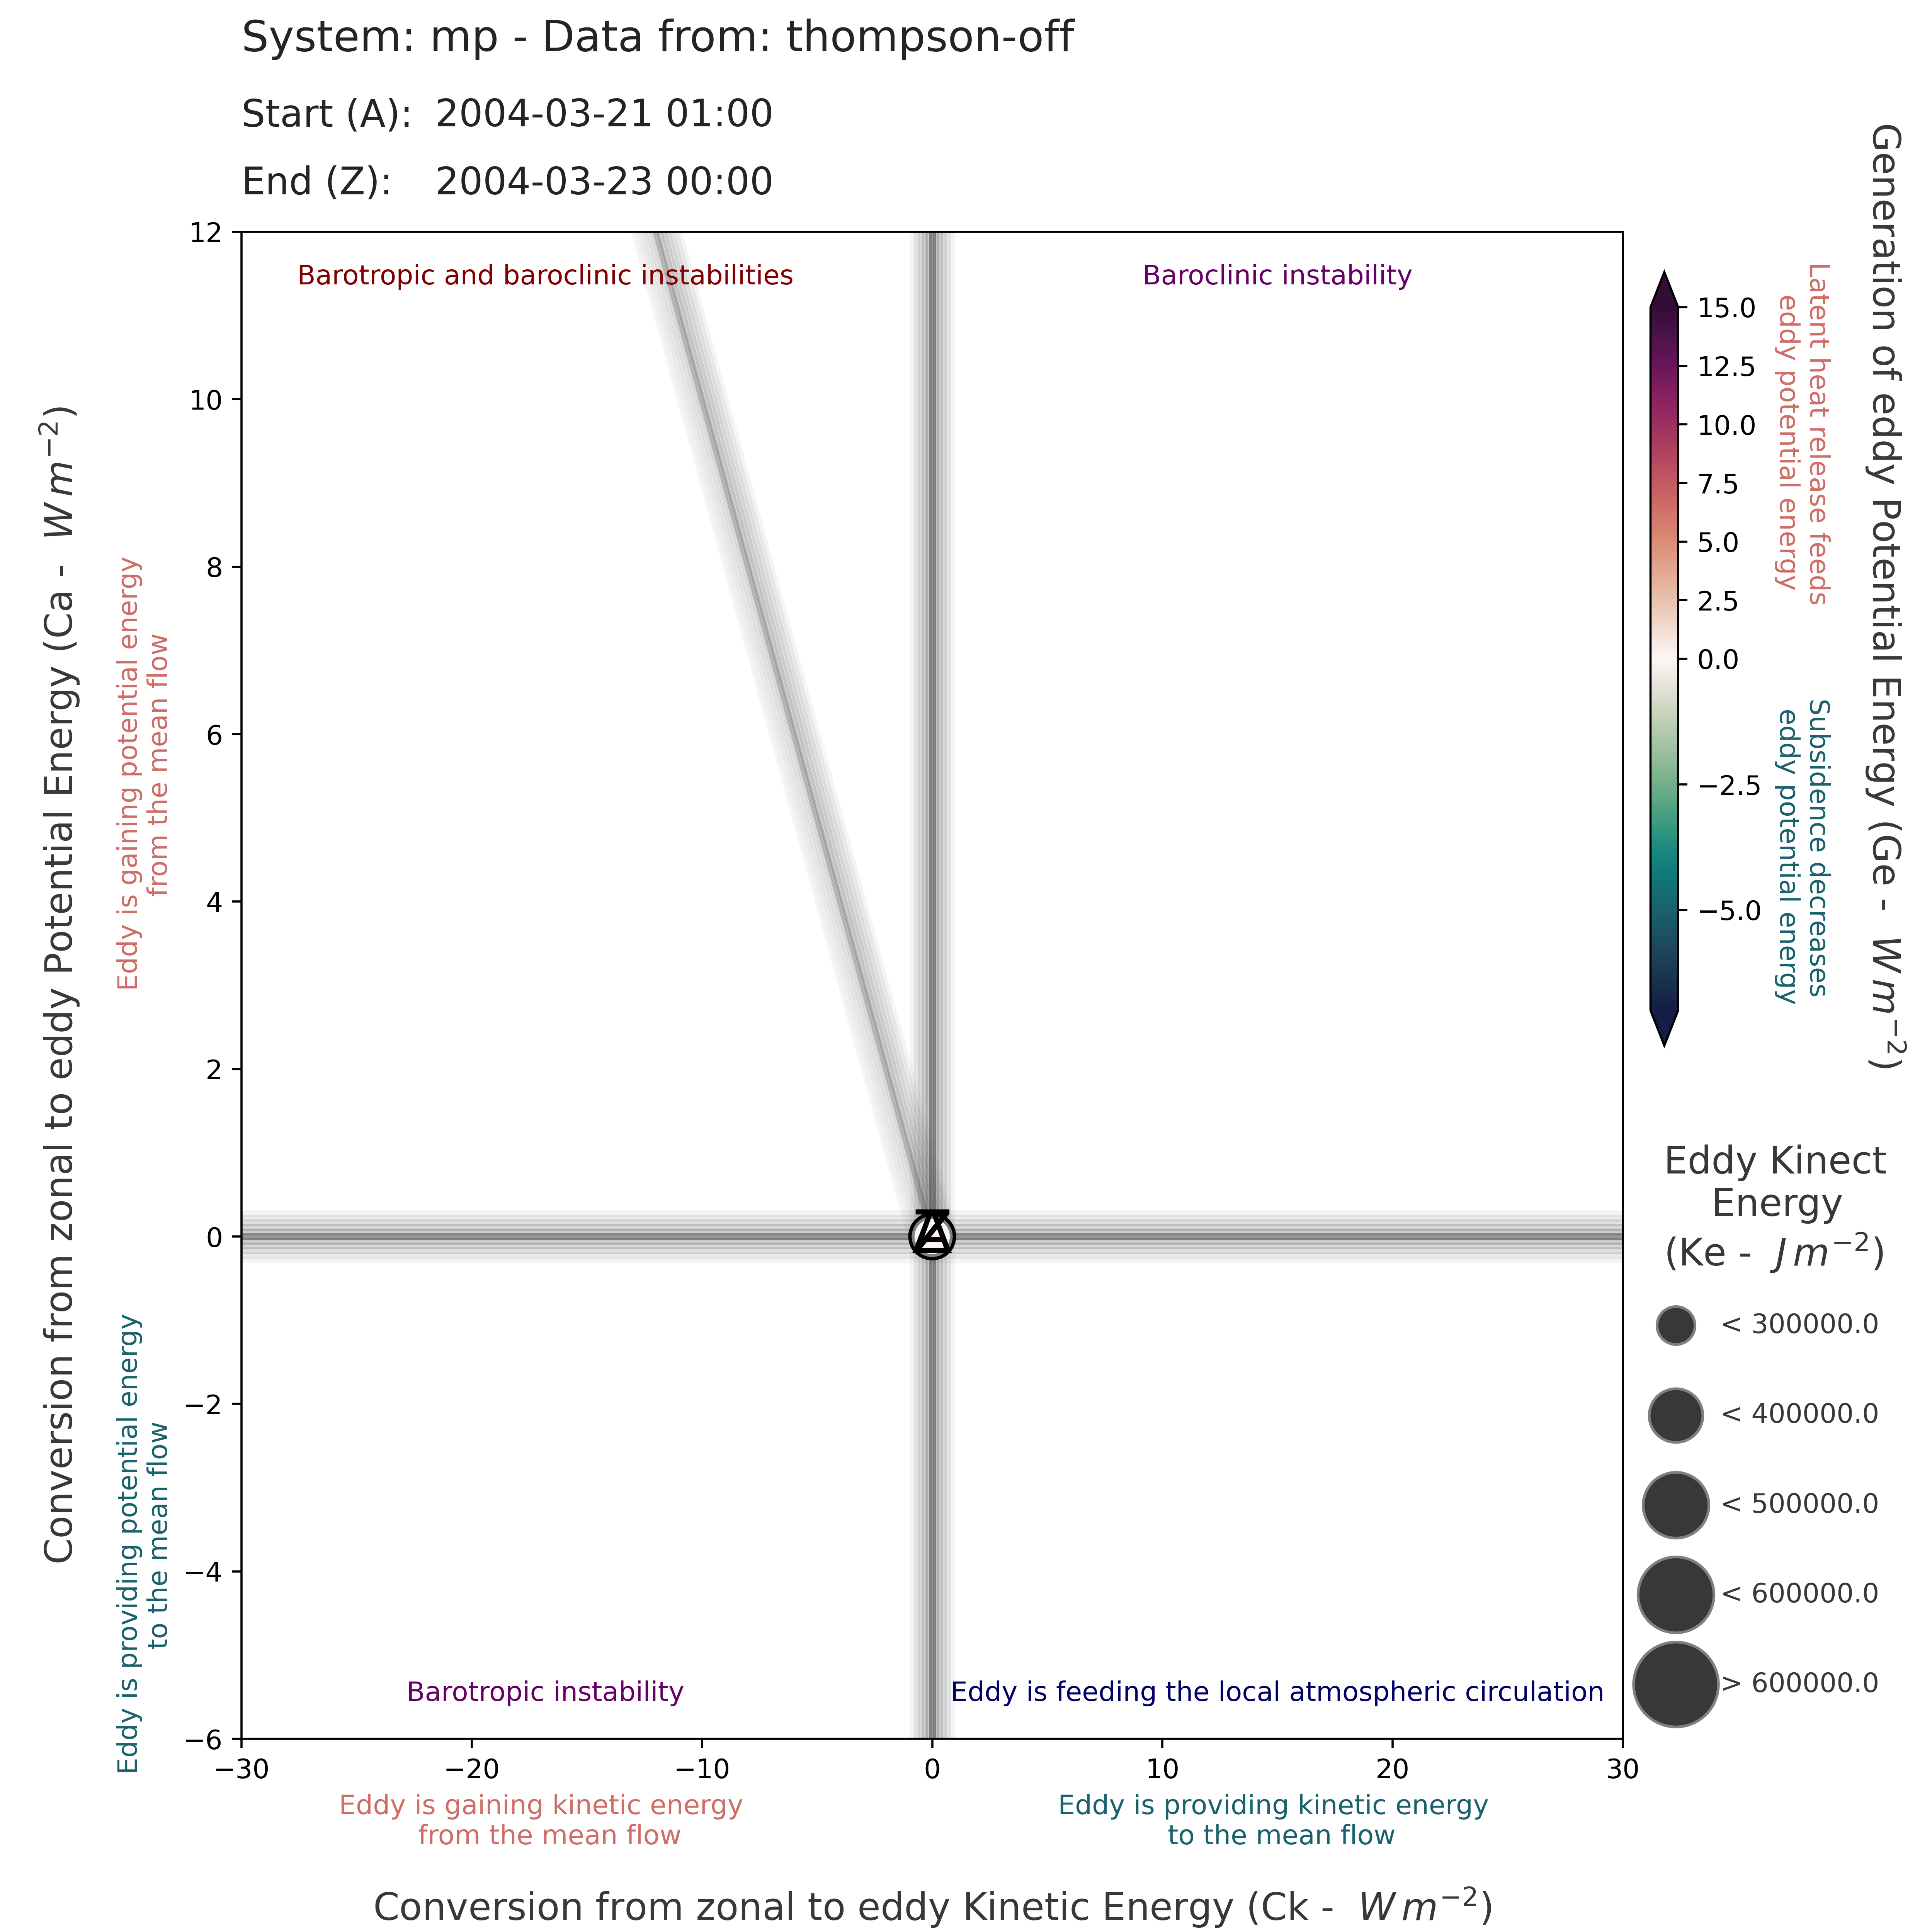 System: mp - Data from: thompson-off
Start (A): 2004-03-21 01:00
End (Z): 2004-03-23 00:00
Barotropic and baroclinic instabilities
Baroclinic instability
Barotropic instability
Eddy is feeding the local atmospheric circulation
12
10
8
6
4
2
0
−2
−4
−6
−30
−20
−10
0
10
20
30
A
Z
Conversion from zonal to eddy Potential Energy (Ca - W m⁻²)
Eddy is gaining potential energy
from the mean flow
Eddy is providing potential energy
to the mean flow
Eddy is gaining kinetic energy
from the mean flow
Eddy is providing kinetic energy
to the mean flow
Conversion from zonal to eddy Kinetic Energy (Ck - W m⁻²)
15.0
12.5
10.0
7.5
5.0
2.5
0.0
−2.5
−5.0
Latent heat release feeds
eddy potential energy
Subsidence decreases
eddy potential energy
Generation of eddy Potential Energy (Ge - W m⁻²)
Eddy Kinect
Energy
(Ke - J m⁻²)
< 300000.0
< 400000.0
< 500000.0
< 600000.0
> 600000.0